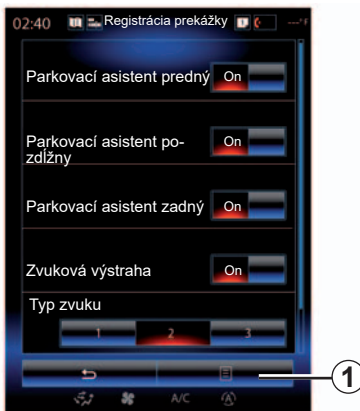 02:40 Registrácia prekážky ---°F
Parkovací asistent predný On
Parkovací asistent po-
zdĺžny On
Parkovací asistent zadný On
Zvuková výstraha On
Typ zvuku
1 2 3
1
A/C